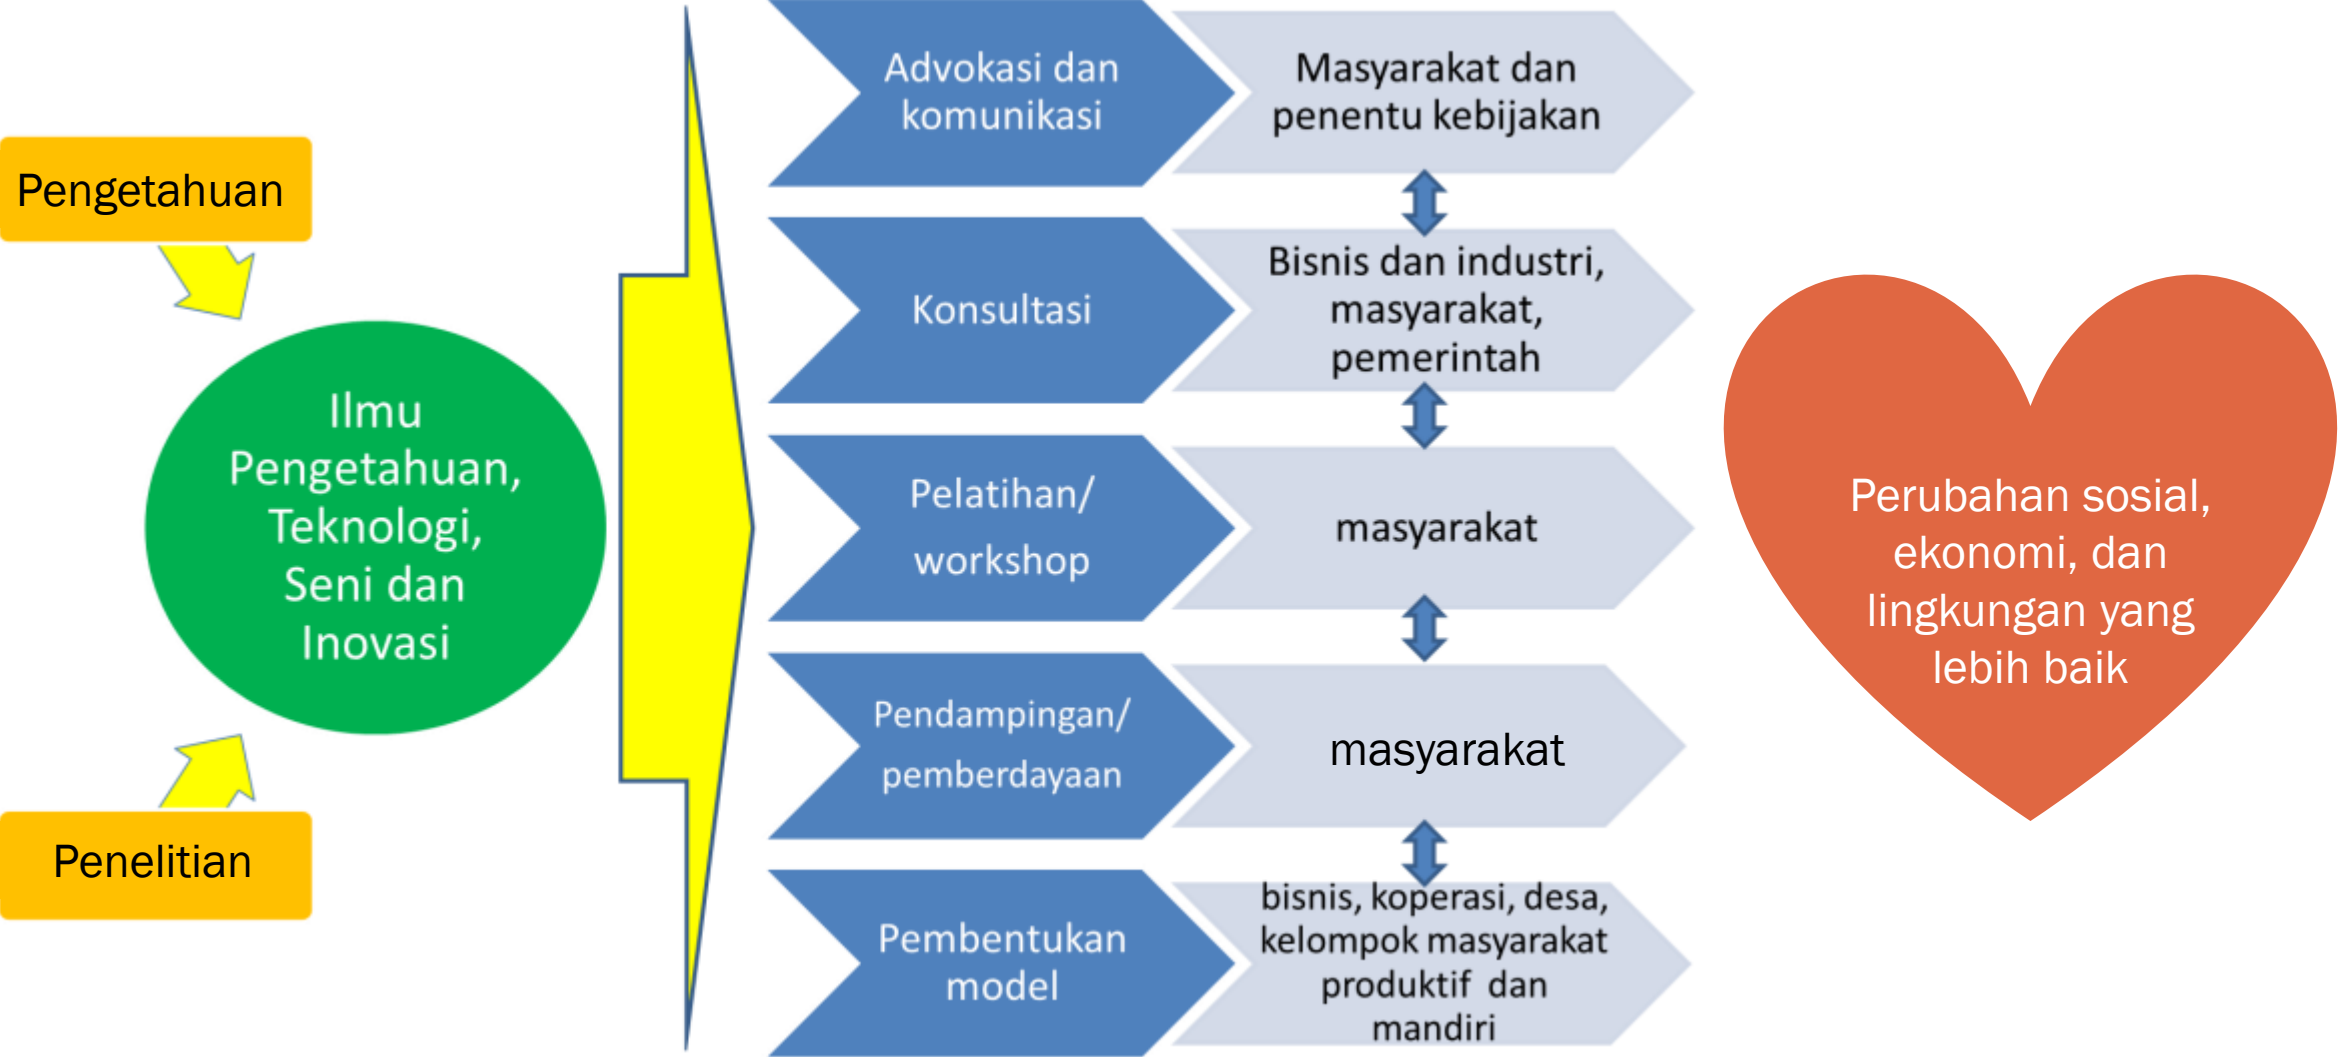 Pengetahuan
Ilmu
Pengetahuan,
Teknologi,
Seni dan
Inovasi
Penelitian
Advokasi dan
komunikasi
Masyarakat dan
penentu kebijakan
Konsultasi
Bisnis dan industri,
masyarakat,
pemerintah
Pelatihan/
workshop
masyarakat
Pendampingan/
pemberdayaan
masyarakat
Pembentukan
model
bisnis, koperasi, desa,
kelompok masyarakat
produktif dan
mandiri
Perubahan sosial,
ekonomi, dan
lingkungan yang
lebih baik